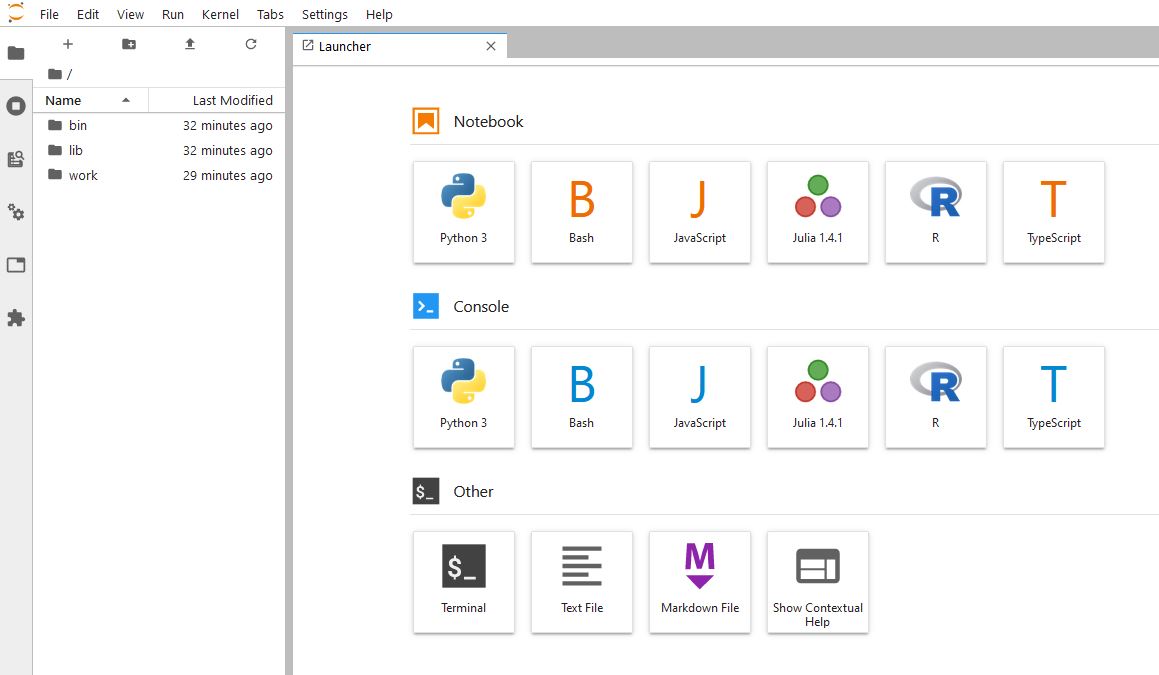 File Edit View Run Kernel Tabs Settings Help
Launcher
/
Name Last Modified
bin 32 minutes ago
lib 32 minutes ago
work 29 minutes ago
Notebook
Python 3 B Bash J JavaScript Julia 1.4.1 R R T TypeScript
Console
Python 3 B Bash J JavaScript Julia 1.4.1 R R T TypeScript
$_ Other
$_ Terminal Text File M Markdown File Show Contextual
Help